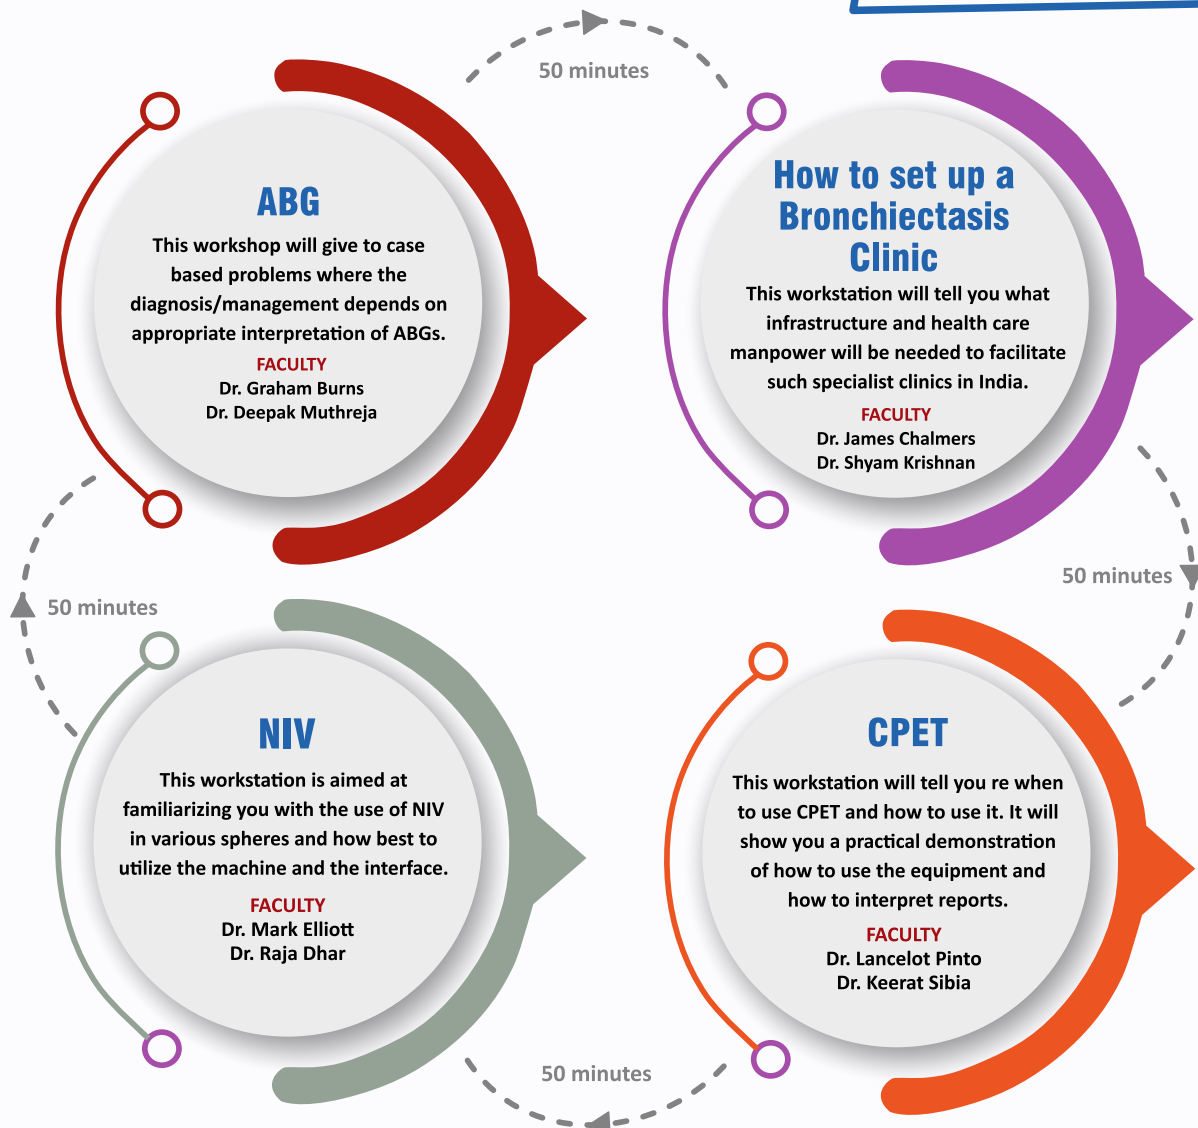 50 minutes
ABG
This workshop will give to case
based problems where the
diagnosis/management depends on
appropriate interpretation of ABGs.
FACULTY
Dr. Graham Burns
Dr. Deepak Muthreja
How to set up a
Bronchiectasis
Clinic
This workstation will tell you what
infrastructure and health care
manpower will be needed to facilitate
such specialist clinics in India.
FACULTY
Dr. James Chalmers
Dr. Shyam Krishnan
50 minutes
50 minutes
NIV
This workstation is aimed at
familiarizing you with the use of NIV
in various spheres and how best to
utilize the machine and the interface.
FACULTY
Dr. Mark Elliott
Dr. Raja Dhar
CPET
This workstation will tell you re when
to use CPET and how to use it. It will
show you a practical demonstration
of how to use the equipment and
how to interpret reports.
FACULTY
Dr. Lancelot Pinto
Dr. Keerat Sibia
50 minutes